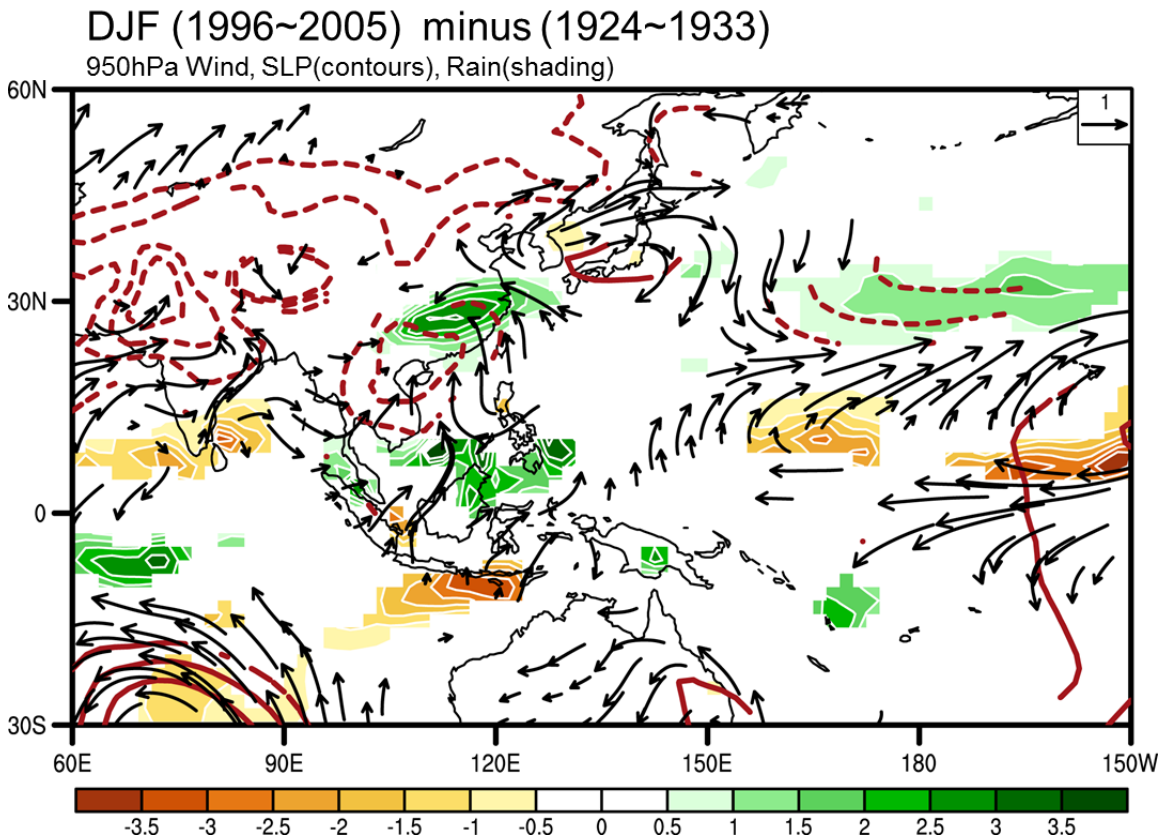 DJF (1996~2005) minus (1924~1933)
950hPa Wind, SLP(contours), Rain(shading)
60N
1
30N
0
30S
60E 90E 120E 150E 180 150W
-3.5 -3 -2.5 -2 -1.5 -1 -0.5 0 0.5 1 1.5 2 2.5 3 3.5